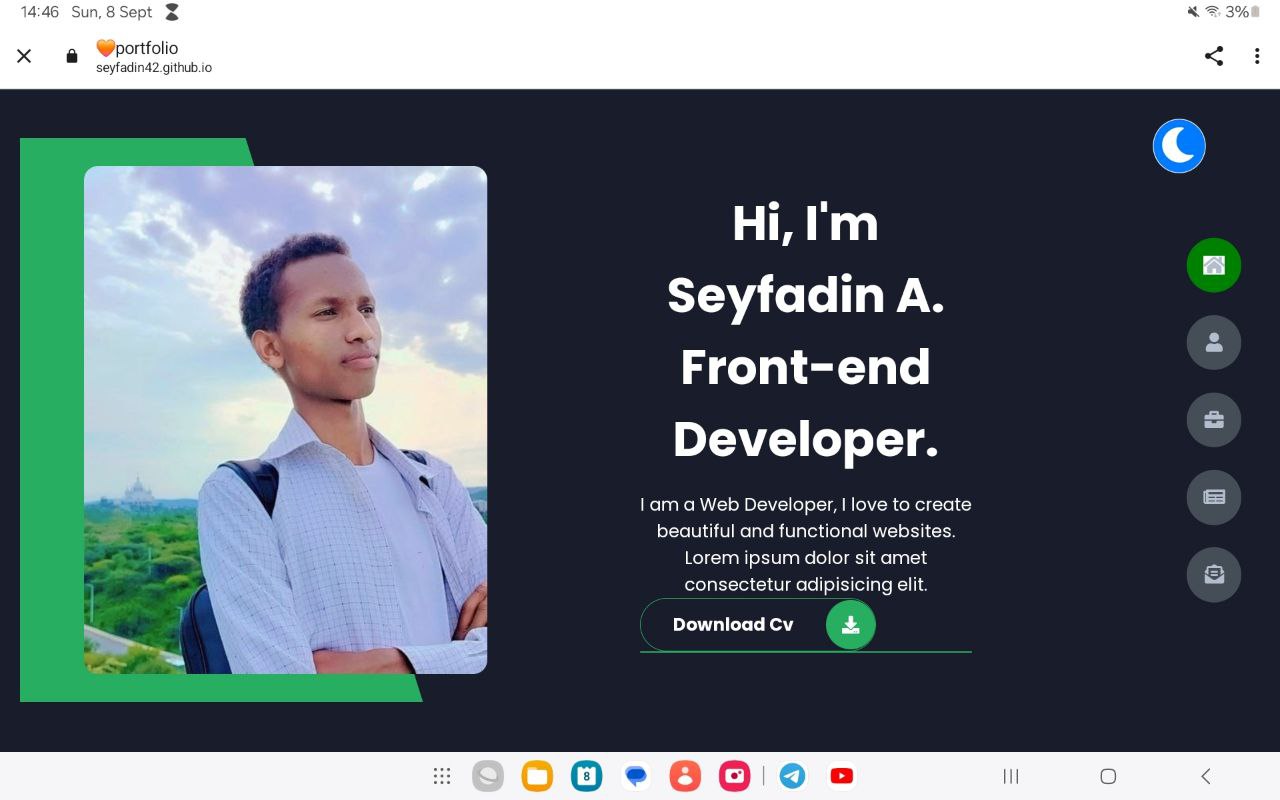 14:46 Sun, 8 Sept
3%
🧡portfolio
seyfadin42.github.io
Hi, I'm
Seyfadin A.
Front-end
Developer.
I am a Web Developer, I love to create
beautiful and functional websites.
Lorem ipsum dolor sit amet
consectetur adipisicing elit.
Download Cv
8